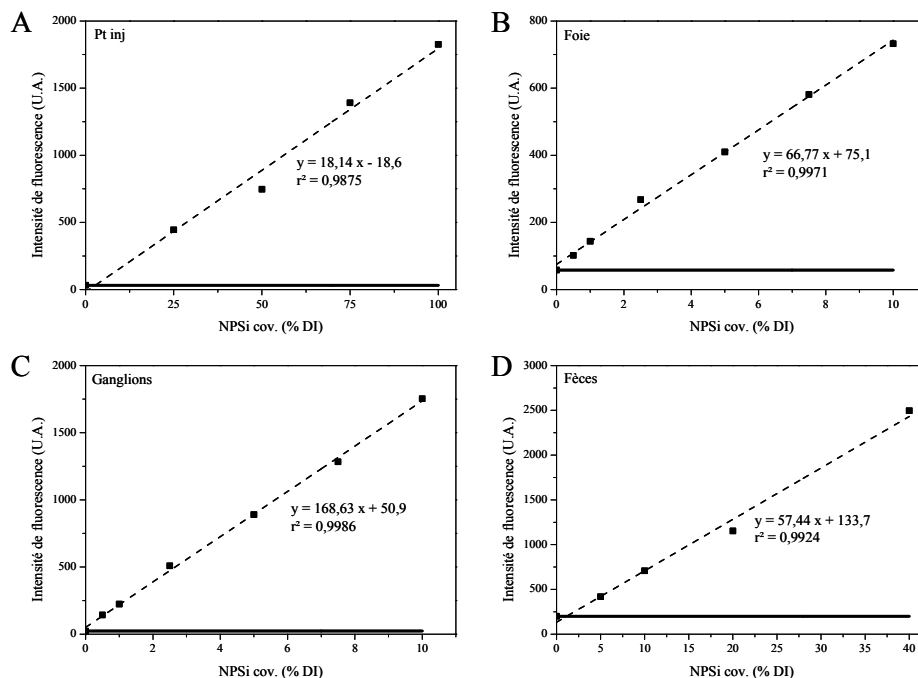 A
Pt inj
Intensité de fluorescence (U.A.)
2000
1500
1000
500
0
y = 18,14 x - 18,6
r² = 0,9875
0 25 50 75 100
NPSi cov. (% DI)
B
Foie
Intensité de fluorescence (U.A.)
800
600
400
200
0
y = 66,77 x + 75,1
r² = 0,9971
0 2 4 6 8 10
NPSi cov. (% DI)
C
Ganglions
Intensité de fluorescence (U.A.)
2000
1500
1000
500
0
y = 168,63 x + 50,9
r² = 0,9986
0 2 4 6 8 10
NPSi cov. (% DI)
D
Fèces
Intensité de fluorescence (U.A.)
3000
2500
2000
1500
1000
500
0
y = 57,44 x + 133,7
r² = 0,9924
0 5 10 15 20 25 30 35 40
NPSi cov. (% DI)